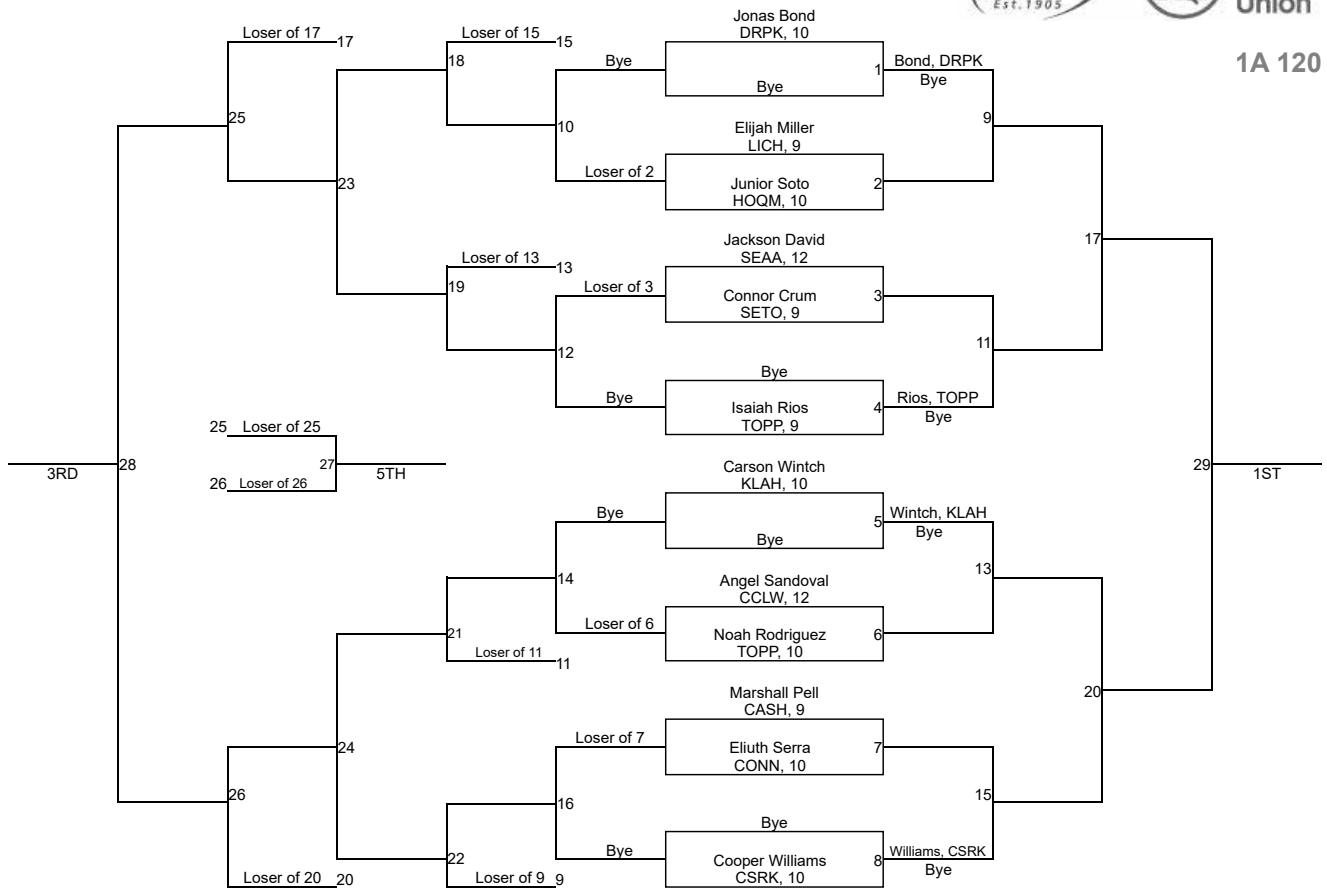 Est. 1905
Union
1A 120
Jonas Bond
DRPK, 10
Loser of 17
17
Loser of 15
15
18
Bye
1
Bond, DRPK
Bye
Bye
25
10
9
Elijah Miller
LICH, 9
Loser of 2
Junior Soto
HOQM, 10
2
23
Jackson David
SEAA, 12
17
Loser of 13
13
19
Loser of 3
Connor Crum
SETO, 9
3
12
11
Bye
Bye
Isaiah Rios
TOPP, 9
4
Rios, TOPP
Bye
25
Loser of 25
3RD
28
27
5TH
26
Loser of 26
Carson Wintch
KLAH, 10
29
1ST
Bye
5
Wintch, KLAH
Bye
Bye
14
13
Angel Sandoval
CCLW, 12
Loser of 6
Noah Rodriguez
TOPP, 10
6
21
Loser of 11
11
20
Marshall Pell
CASH, 9
24
Loser of 7
Eliuth Serra
CONN, 10
7
26
16
15
Bye
22
Bye
Cooper Williams
CSRK, 10
8
Williams, CSRK
Bye
Loser of 20
20
Loser of 9
9